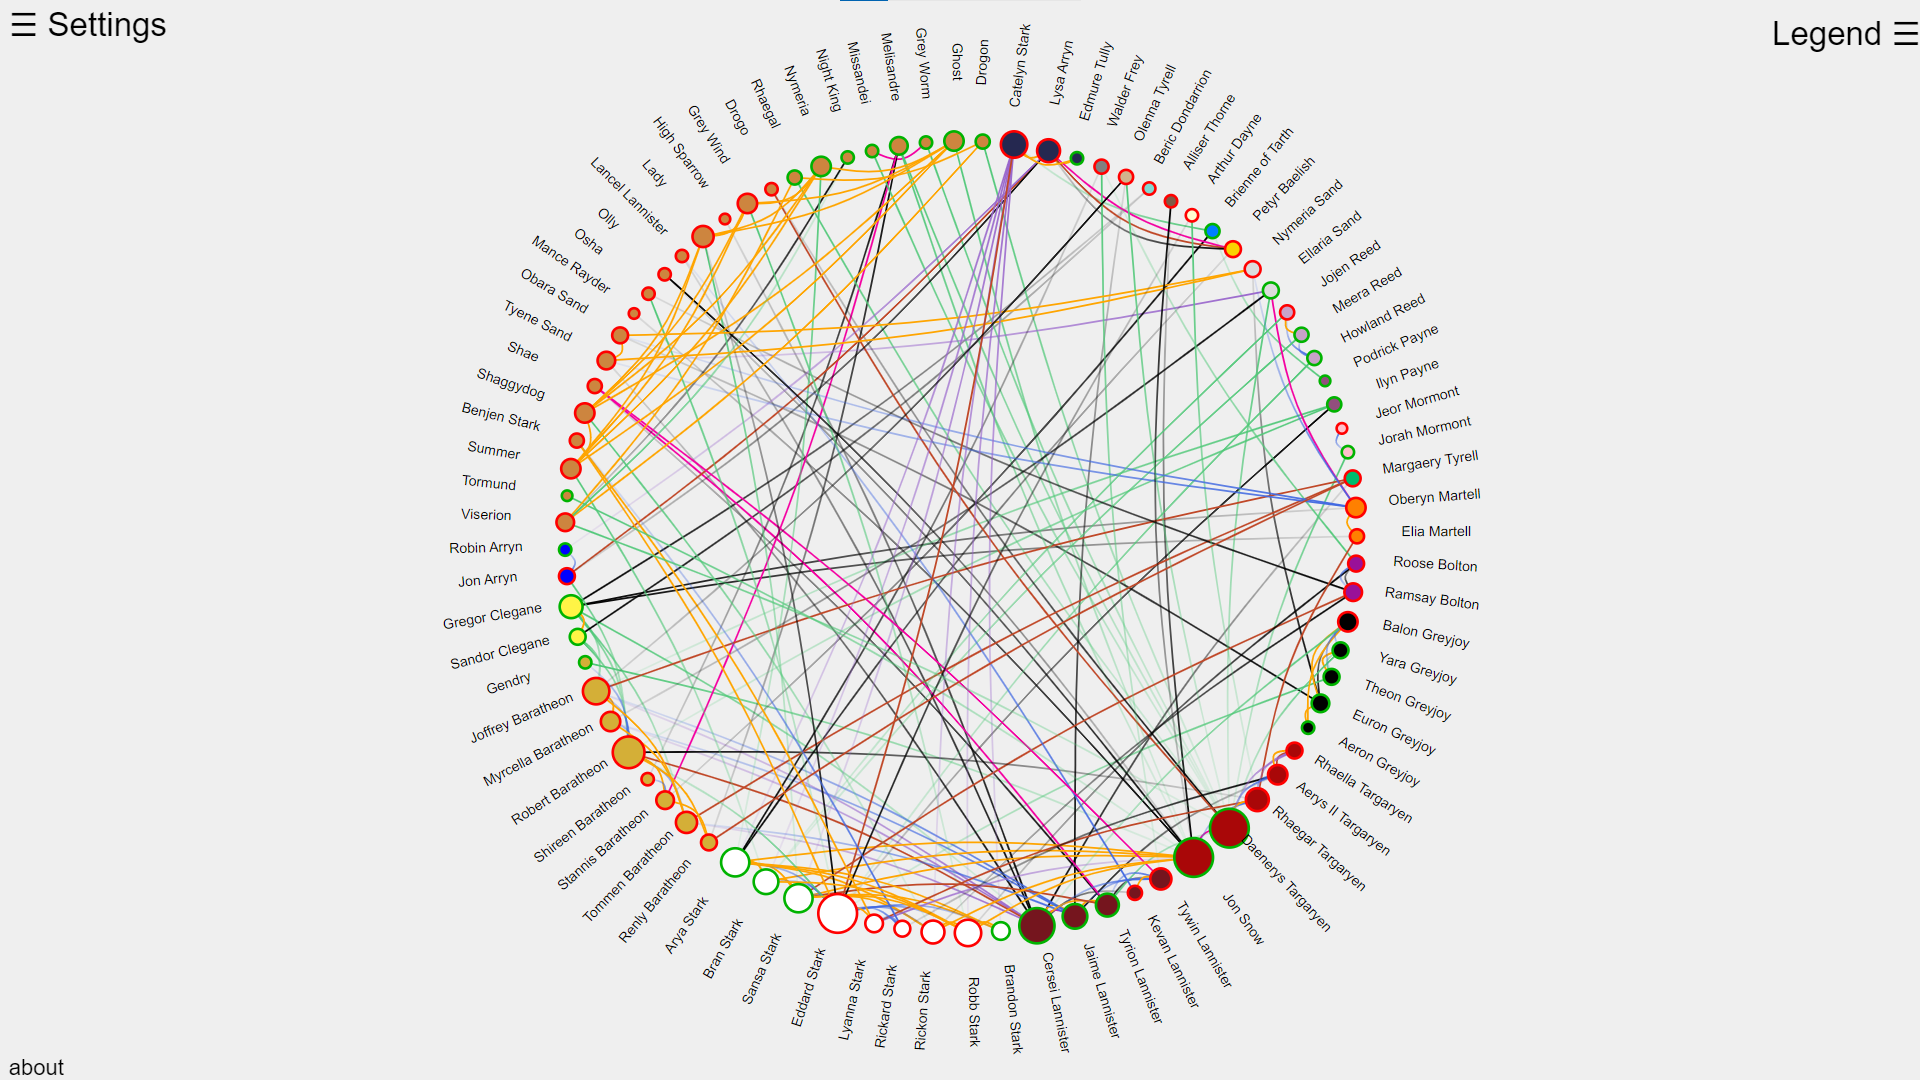 ☰ Settings
Legend ☰
Catelyn Stark
Lysa Arryn
Edmure Tully
Walder Frey
Olenna Tyrell
Beric Dondarrion
Alliser Thorne
Arthur Dayne
Brienne of Tarth
Petyr Baelish
Nymeria Sand
Ellaria Sand
Jojen Reed
Meera Reed
Howland Reed
Podrick Payne
Ilyn Payne
Jeor Mormont
Jorah Mormont
Margaery Tyrell
Oberyn Martell
Elia Martell
Roose Bolton
Ramsay Bolton
Balon Greyjoy
Yara Greyjoy
Theon Greyjoy
Euron Greyjoy
Aeron Greyjoy
Rhaella Targaryen
Aerys II Targaryen
Rhaegar Targaryen
Daenerys Targaryen
Jon Snow
Tywin Lannister
Kevan Lannister
Tyrion Lannister
Jaime Lannister
Cersei Lannister
Brandon Stark
Robb Stark
Rickon Stark
Rickard Stark
Lyanna Stark
Eddard Stark
Sansa Stark
Bran Stark
Arya Stark
Renly Baratheon
Tommen Baratheon
Stannis Baratheon
Shireen Baratheon
Robert Baratheon
Myrcella Baratheon
Joffrey Baratheon
Gendry
Sandor Clegane
Gregor Clegane
Jon Arryn
Robin Arryn
Viserion
Tormund
Summer
Benjen Stark
Shaggydog
Shae
Tyene Sand
Obara Sand
Mance Rayder
Osha
Olly
Lancel Lannister
Lady
High Sparrow
Grey Wind
Drogo
Rhaegal
Nymeria
Night King
Missandei
Melisandre
Grey Worm
Ghost
Drogon
about